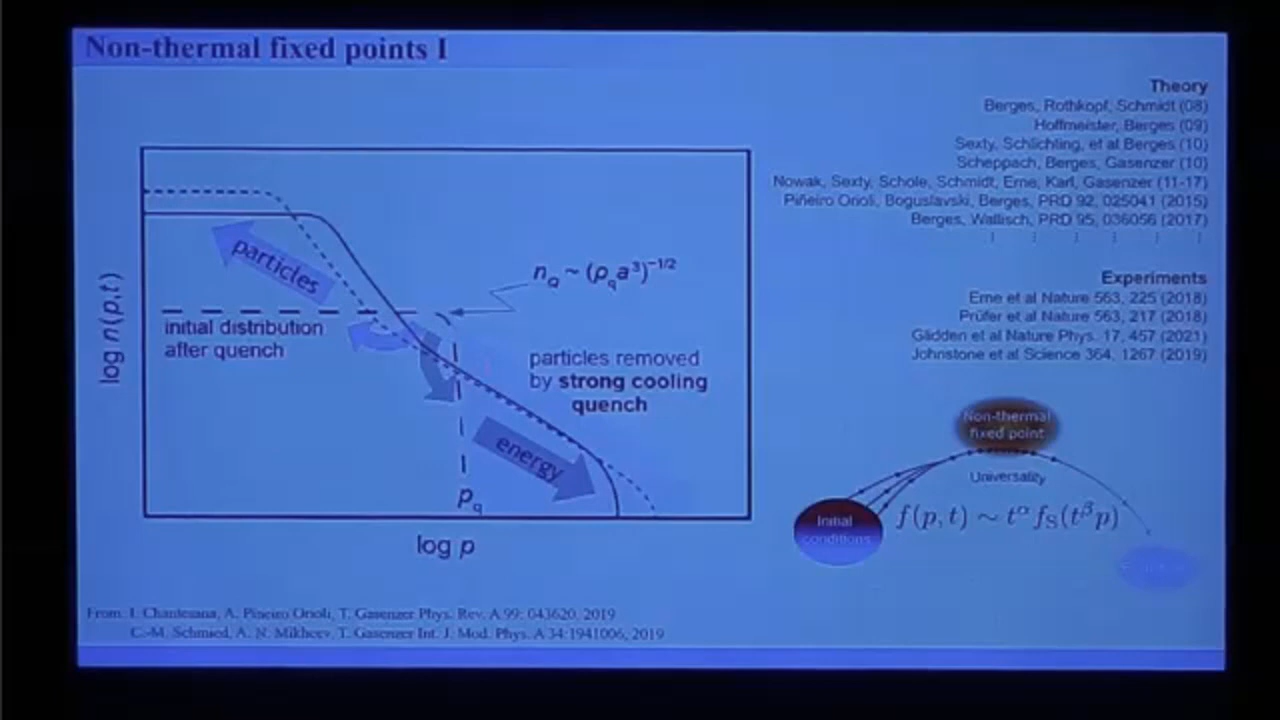 Non-thermal fixed points I
Theory
Berges, Rothkopf, Schmidt (08)
Hoffmeister, Berges (09)
Sexty, Schlichling, et al Berges (10)
Scheppach, Berges, Gasenzer (10)
Nowak, Sexty, Schole, Schmidt, Erne, Karl, Gasenzer (11-17)
Piñeiro Orioli, Boguslavski, Berges, PRD 92, 025041 (2015)
Berges, Wallisch, PRD 95, 036056 (2017)
Experiments
Erne et al Nature 563, 225 (2018)
Prüfer et al Nature 563, 217 (2018)
Glidden et al Nature Phys. 17, 457 (2021)
Johnstone et al Science 364, 1267 (2019)
log n(p,t)
particles
n_Q ~ (ρ_q a³)^{-1/2}
initial distribution
after quench
particles removed
by strong cooling
quench
energy
p_q
log p
Non-thermal
fixed point
Universality
Initial
conditions
f(p,t) ∼ t^α f_S(t^β p)
From: I. Chantesana, A. Pineiro Orioli, T. Gasenzer Phys. Rev. A 99: 043620, 2019
C.-M. Schmied, A. N. Mikheev, T. Gasenzer Int. J. Mod. Phys. A 34:1941006, 2019